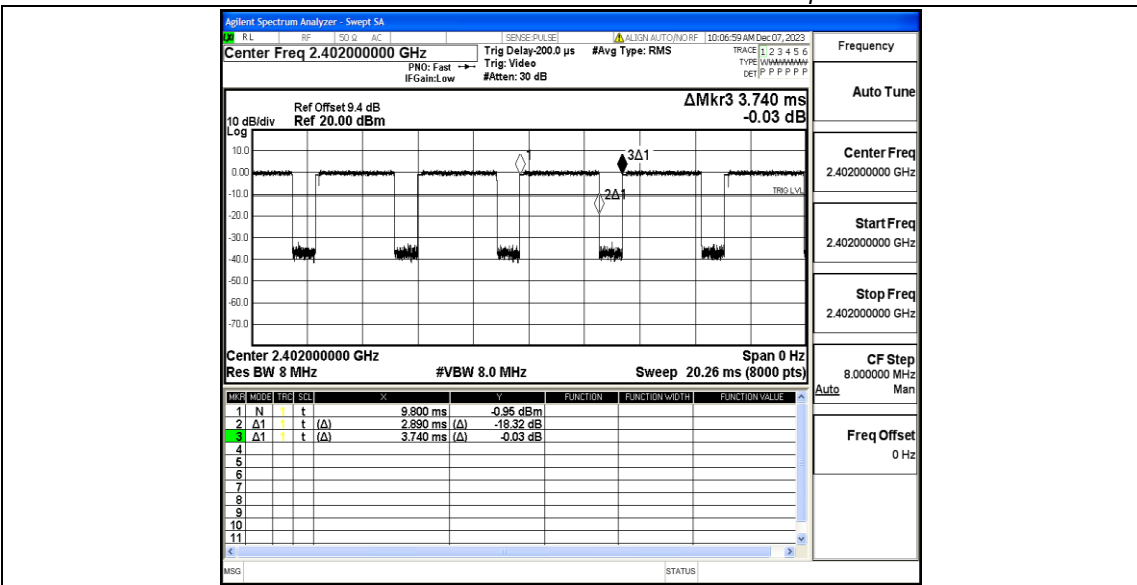 Agilent Spectrum Analyzer - Swept SA
RL RF 50 Ω AC SENSE:PULSE ALIGN AUTO/NO RF 10:06:59 AM Dec 07, 2023
Center Freq 2.402000000 GHz
PNO: Fast
IFGain:Low
Trig Delay-200.0 µs
Trig: Video
#Atten: 30 dB
#Avg Type: RMS
TRACE 1 2 3 4 5 6
TYPE
DET P P P P P P
Frequency
ΔMkr3 3.740 ms
-0.03 dB
Ref Offset 9.4 dB
10 dB/div Ref 20.00 dBm
Log
10.0
0.00
-10.0
-20.0
-30.0
-40.0
-50.0
-60.0
-70.0
1
3Δ1
2Δ1
TRIG LVL
Center 2.402000000 GHz Span 0 Hz
Res BW 8 MHz #VBW 8.0 MHz Sweep 20.26 ms (8000 pts)
MKR MODE TRC SCL X Y FUNCTION FUNCTION WIDTH FUNCTION VALUE
1 N 1 t 9.800 ms -0.95 dBm
2 Δ1 1 t (Δ) 2.890 ms (Δ) -18.32 dB
3 Δ1 1 t (Δ) 3.740 ms (Δ) -0.03 dB
4
5
6
7
8
9
10
11
MSG STATUS
Auto Tune
Center Freq
2.402000000 GHz
Start Freq
2.402000000 GHz
Stop Freq
2.402000000 GHz
CF Step
8.000000 MHz
Auto Man
Freq Offset
0 Hz